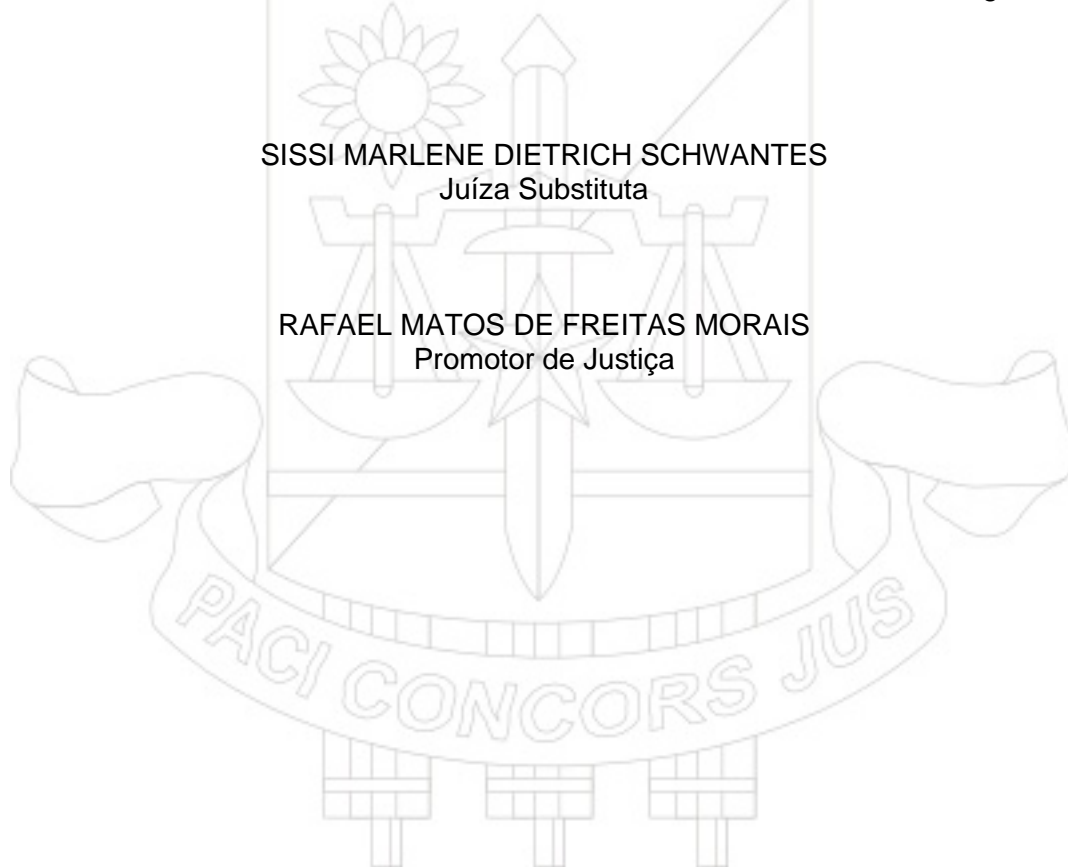 SISSI MARLENE DIETRICH SCHWANTES
Juíza Substituta
RAFAEL MATOS DE FREITAS MORAIS
Promotor de Justiça
PACI CONCORS JUS